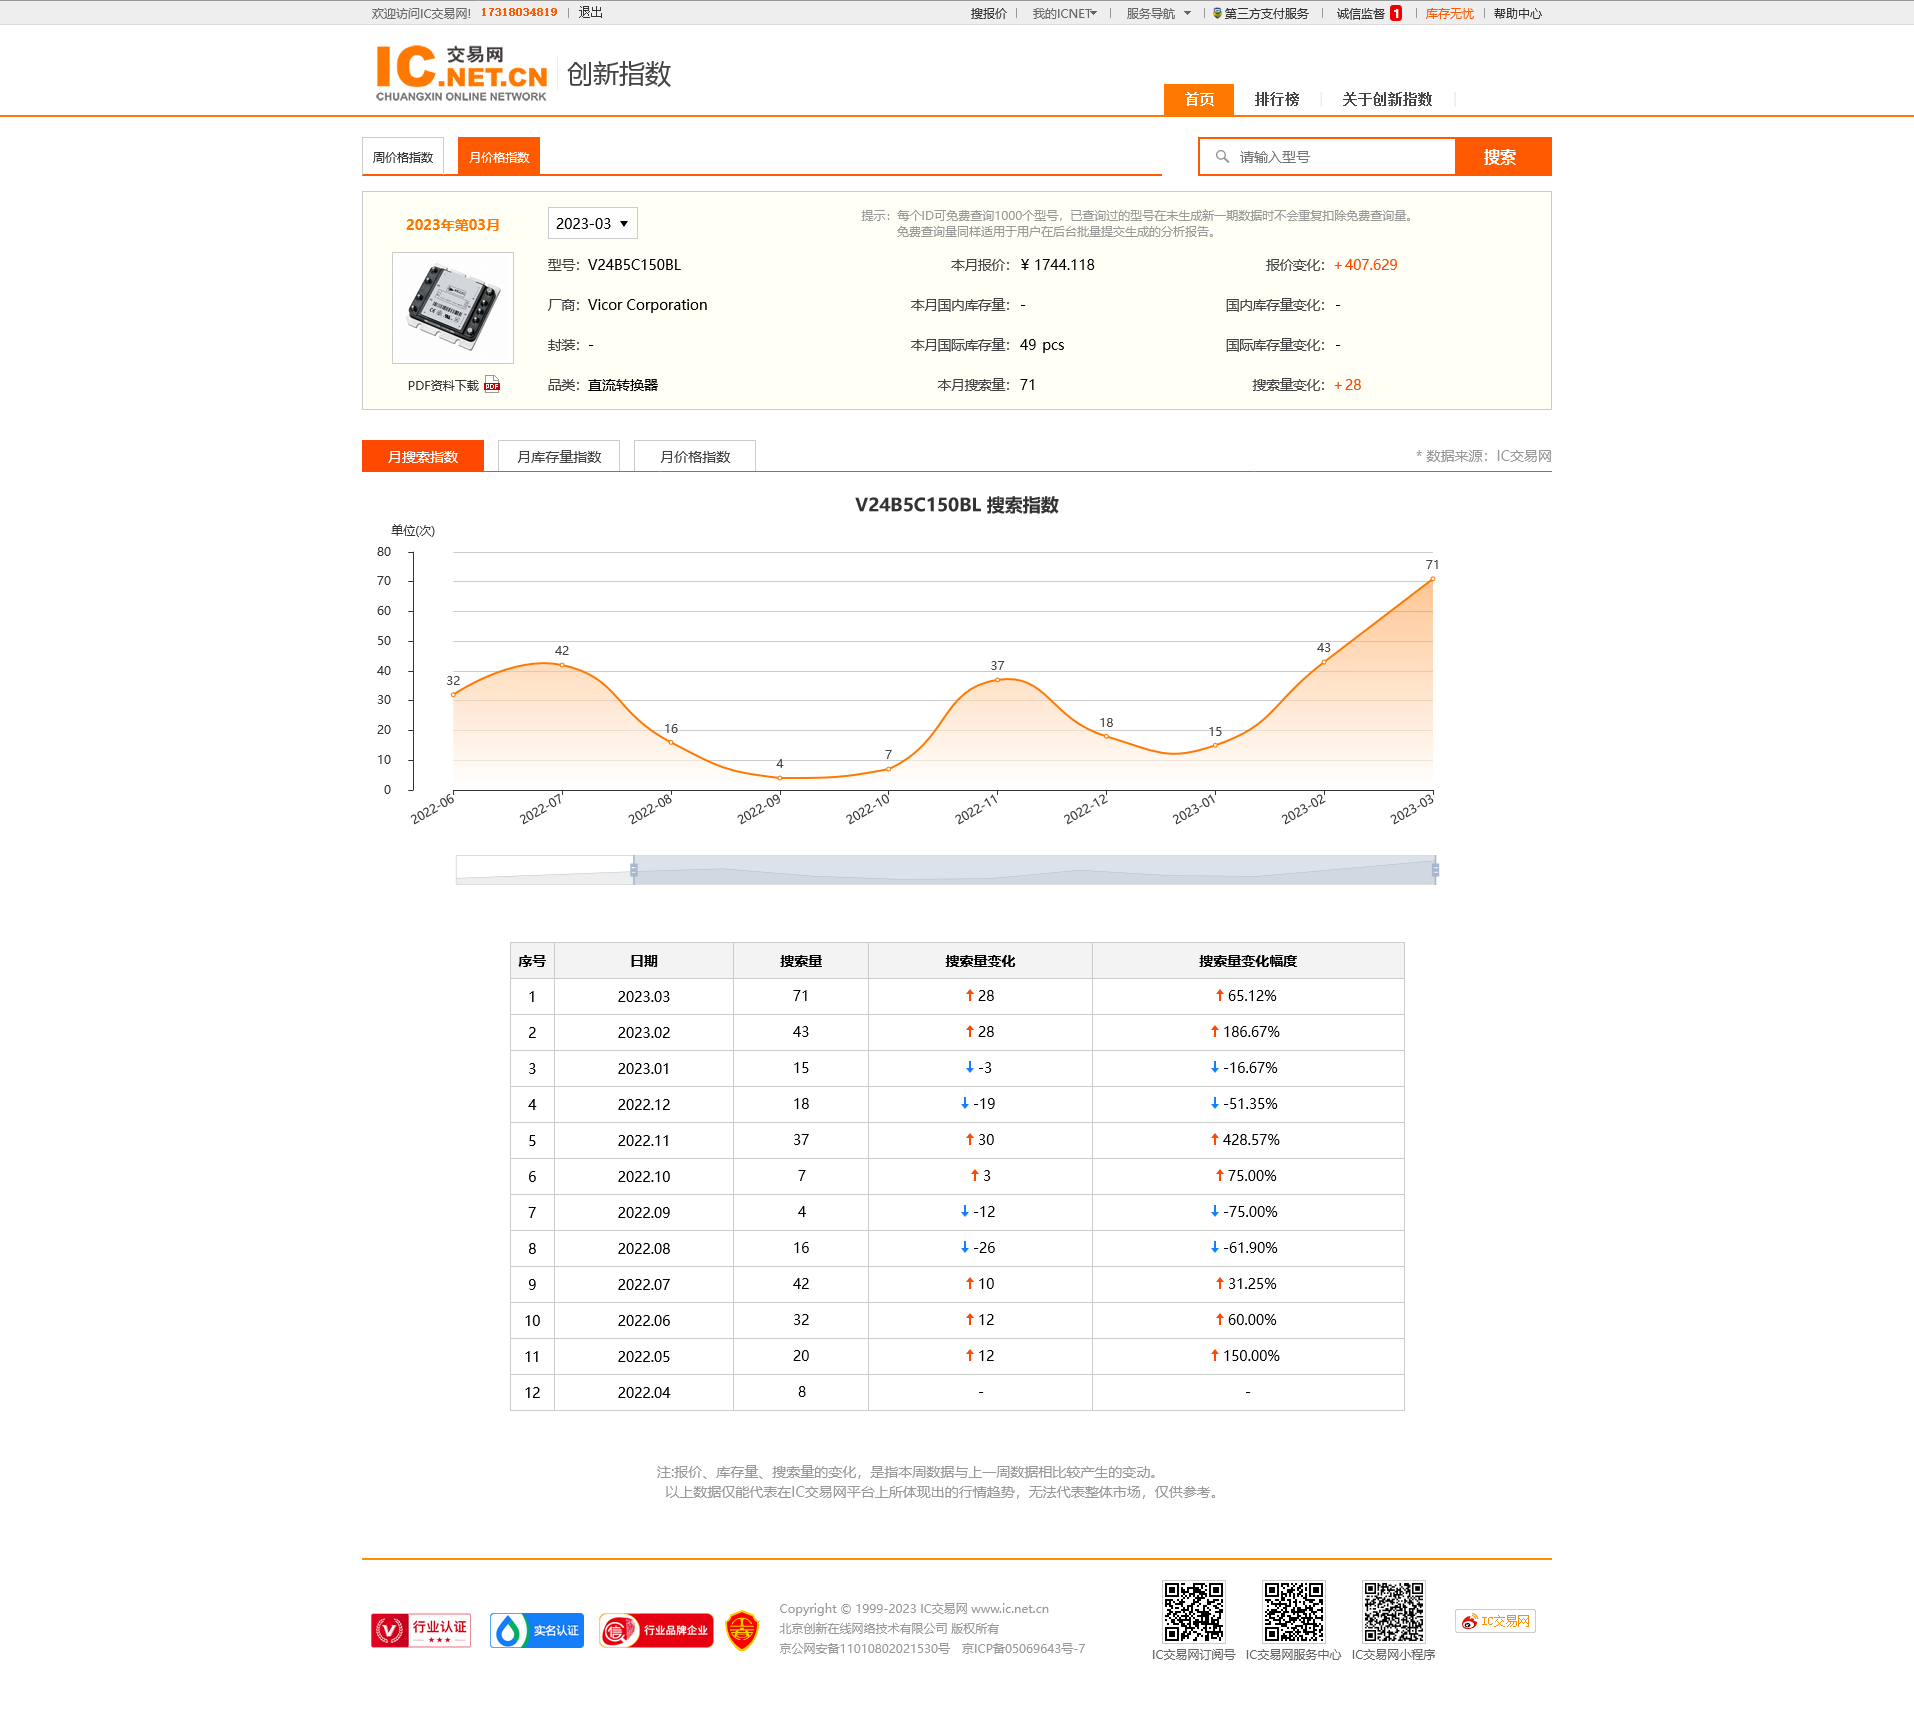 欢迎访问IC交易网! 17318034819 退出 搜报价 我的ICNET 服务导航 第三方支付服务 诚信监督 1 库存无忧 帮助中心
IC.NET.CN 交易网 创新指数
CHUANGXIN ONLINE NETWORK
首页 排行榜 关于创新指数
周价格指数 月价格指数 请输入型号 搜索
2023年第03月 2023-03 提示：每个ID可免费查询1000个型号，已查询过的型号在未生成新一期数据时不会重复扣除免费查询量。
免费查询量同样适用于用户在后台批量提交生成的分析报告。
型号：V24B5C150BL 本月报价：¥ 1744.118 报价变化：+407.629
厂商：Vicor Corporation 本月国内库存量：- 国内库存量变化：-
封装：- 本月国际库存量：49 pcs 国际库存量变化：-
PDF资料下载 品类：直流转换器 本月搜索量：71 搜索量变化：+28
月搜索指数 月库存量指数 月价格指数 * 数据来源：IC交易网
V24B5C150BL 搜索指数
单位(次)
80
70
60
50
40
30
20
10
0
32 42 16 4 7 37 18 15 43 71
2022-06 2022-07 2022-08 2022-09 2022-10 2022-11 2022-12 2023-01 2023-02 2023-03
序号 日期 搜索量 搜索量变化 搜索量变化幅度
1 2023.03 71 28 65.12%
2 2023.02 43 28 186.67%
3 2023.01 15 -3 -16.67%
4 2022.12 18 -19 -51.35%
5 2022.11 37 30 428.57%
6 2022.10 7 3 75.00%
7 2022.09 4 -12 -75.00%
8 2022.08 16 -26 -61.90%
9 2022.07 42 10 31.25%
10 2022.06 32 12 60.00%
11 2022.05 20 12 150.00%
12 2022.04 8 - -
注:报价、库存量、搜索量的变化，是指本周数据与上一周数据相比较产生的变动。
以上数据仅能代表在IC交易网平台上所体现出的行情趋势，无法代表整体市场，仅供参考。
行业认证 实名认证 行业品牌企业
Copyright © 1999-2023 IC交易网 www.ic.net.cn
北京创新在线网络技术有限公司 版权所有
京公网安备11010802021530号 京ICP备05069643号-7
IC交易网订阅号 IC交易网服务中心 IC交易网小程序 IC交易网